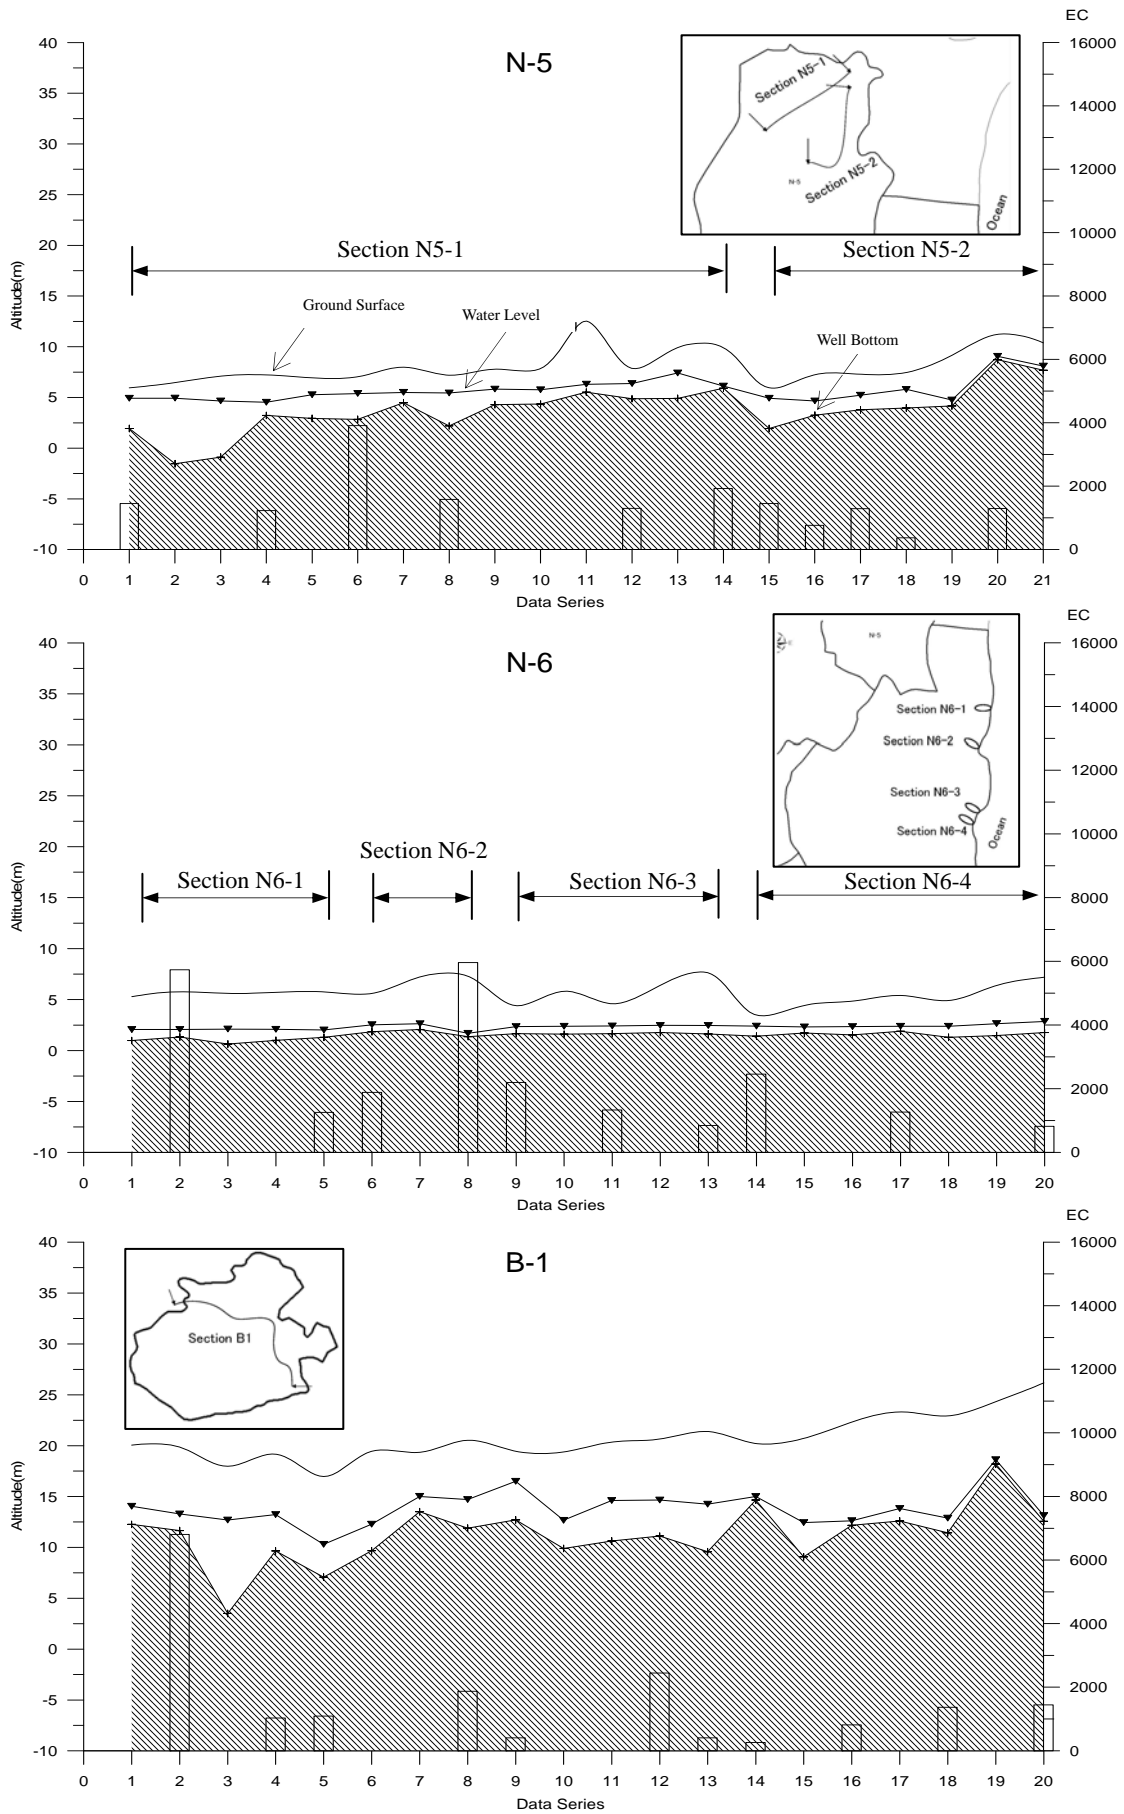 EC
N-5
40
35
30
25
20
15
10
5
0
-5
-10
Altitude(m)
16000
14000
12000
10000
8000
6000
4000
2000
0
Section N5-1
Section N5-2
N-5
Ocean
Section N5-1
Section N5-2
Ground Surface
Water Level
Well Bottom
0 1 2 3 4 5 6 7 8 9 10 11 12 13 14 15 16 17 18 19 20 21
Data Series
EC
N-6
40
35
30
25
20
15
10
5
0
-5
-10
Altitude(m)
16000
14000
12000
10000
8000
6000
4000
2000
0
N-5
Section N6-1
Section N6-2
Section N6-3
Section N6-4
Ocean
Section N6-1
Section N6-2
Section N6-3
Section N6-4
0 1 2 3 4 5 6 7 8 9 10 11 12 13 14 15 16 17 18 19 20
Data Series
EC
B-1
40
35
30
25
20
15
10
5
0
-5
-10
Altitude(m)
16000
14000
12000
10000
8000
6000
4000
2000
0
Section B1
0 1 2 3 4 5 6 7 8 9 10 11 12 13 14 15 16 17 18 19 20
Data Series